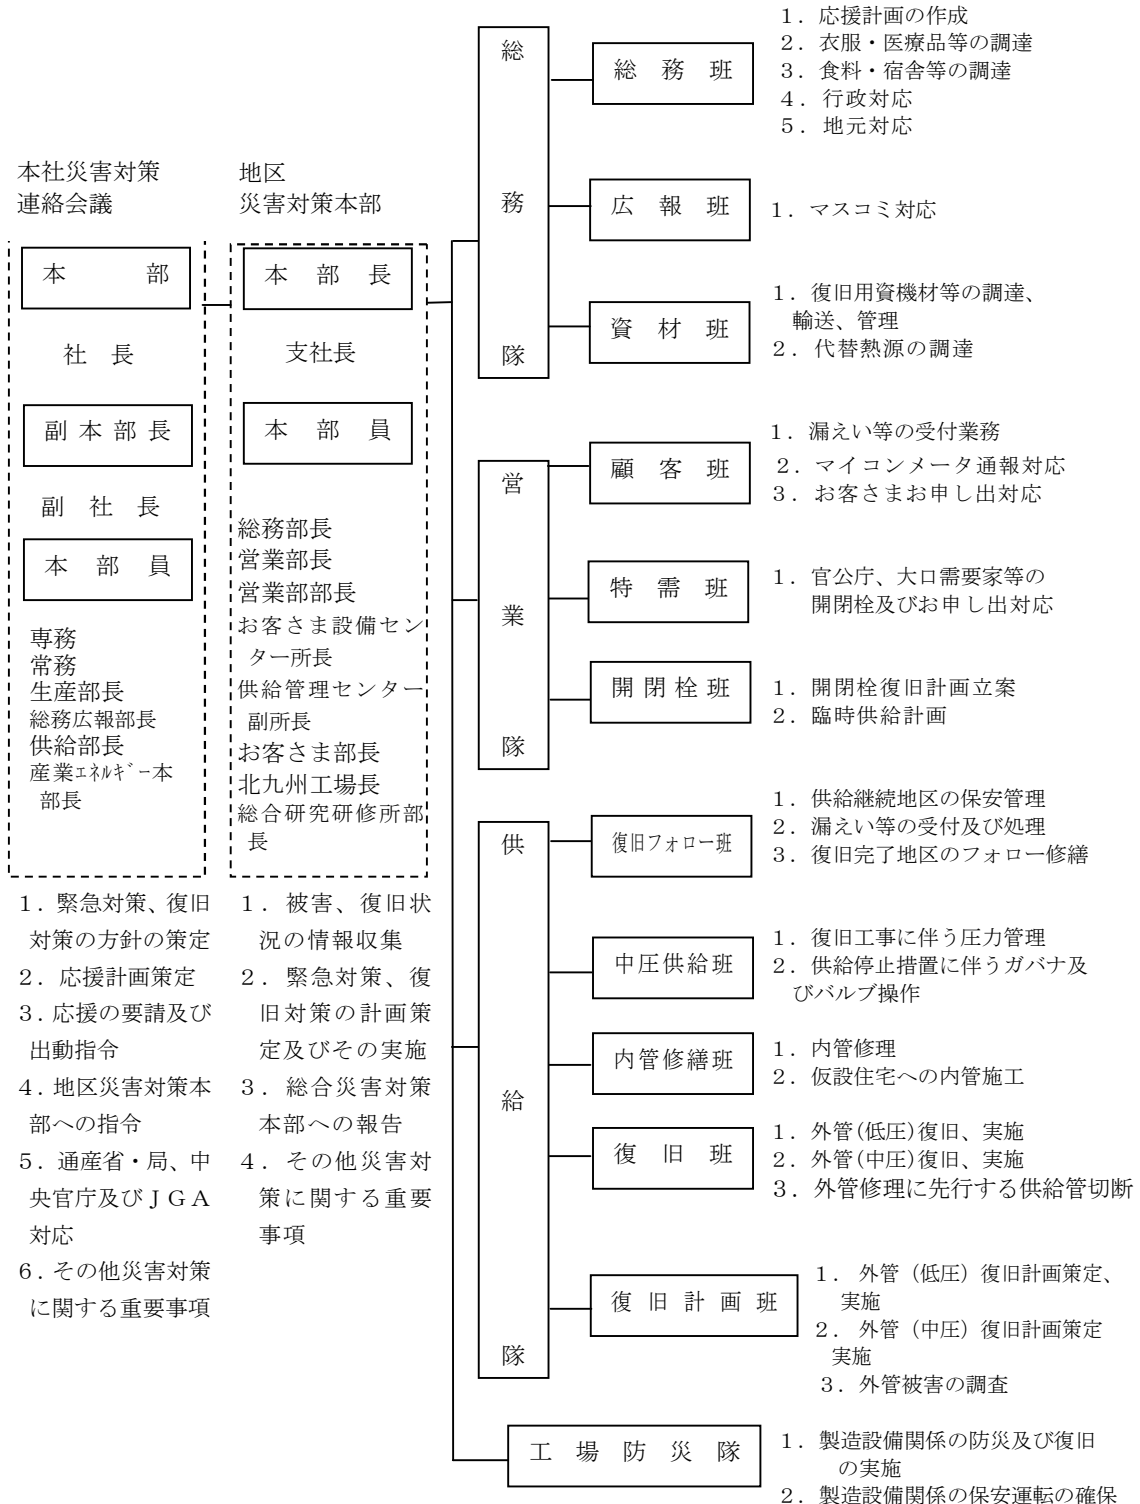 本社災害対策
連絡会議
本　　　部
社　長
副 本 部 長
副　社　長
本　部　員
専務
常務
生産部長
総務広報部長
供給部長
産業ｴﾈﾙｷﾞｰ本
部長
１．緊急対策、復旧
対策の方針の策定
２．応援計画策定
３．応援の要請及び
出動指令
４．地区災害対策本
部への指令
５．通産省・局、中
央官庁及びＪＧＡ
対応
６．その他災害対策
に関する重要事項
地区
災害対策本部
本　部　長
支社長
本　部　員
総務部長
営業部長
営業部部長
お客さま設備セン
ター所長
供給管理センター
副所長
お客さま部長
北九州工場長
総合研究研修所部
長
１．被害、復旧状
況の情報収集
２．緊急対策、復
旧対策の計画策
定及びその実施
３．総合災害対策
本部への報告
４．その他災害対
策に関する重要
事項
総務隊
総　務　班
１．応援計画の作成
２．衣服・医療品等の調達
３．食料・宿舎等の調達
４．行政対応
５．地元対応
広　報　班
１．マスコミ対応
資　材　班
１．復旧用資機材等の調達、
輸送、管理
２．代替熱源の調達
営業隊
顧　客　班
１．漏えい等の受付業務
２．マイコンメータ通報対応
３．お客さまお申し出対応
特　需　班
１．官公庁、大口需要家等の
開閉栓及びお申し出対応
開 閉 栓 班
１．開閉栓復旧計画立案
２．臨時供給計画
供給隊
復旧フォロー班
１．供給継続地区の保安管理
２．漏えい等の受付及び処理
３．復旧完了地区のフォロー修繕
中圧供給班
１．復旧工事に伴う圧力管理
２．供給停止措置に伴うガバナ及
びバルブ操作
内管修繕班
１．内管修理
２．仮設住宅への内管施工
復　旧　班
１．外管(低圧)復旧、実施
２．外管(中圧)復旧、実施
３．外管修理に先行する供給管切断
復 旧 計 画 班
１．外管（低圧）復旧計画策定、
実施
２．外管（中圧）復旧計画策定
実施
３．外管被害の調査
工　場　防　災　隊
１．製造設備関係の防災及び復旧
の実施
２．製造設備関係の保安運転の確保